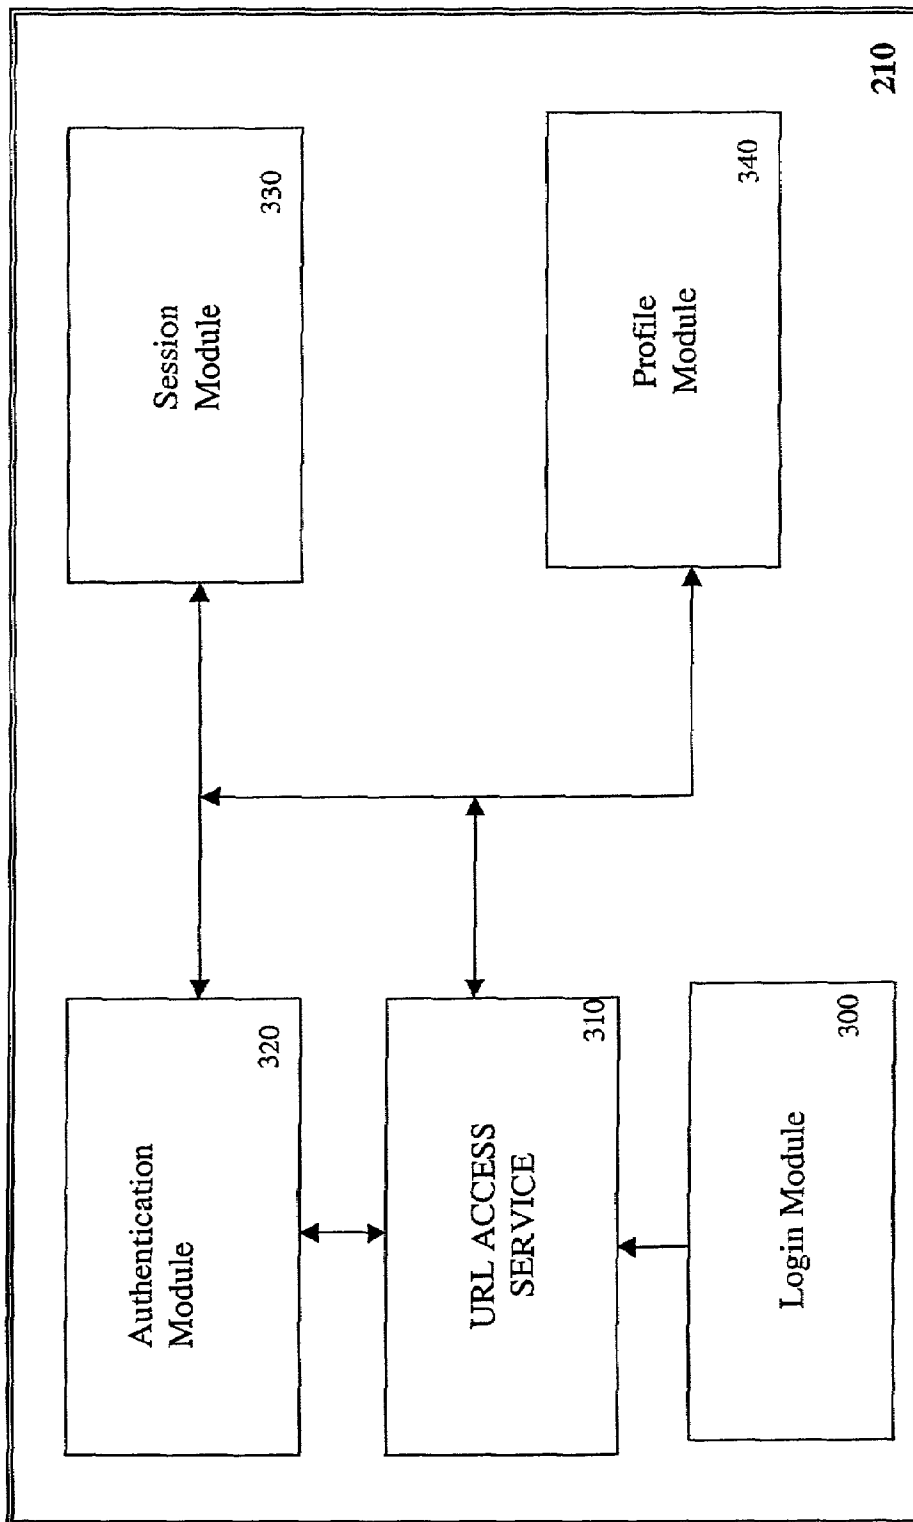 Authentication
Module
320
Session
Module
330
URL ACCESS
SERVICE
310
Login Module
300
Profile
Module
340
210